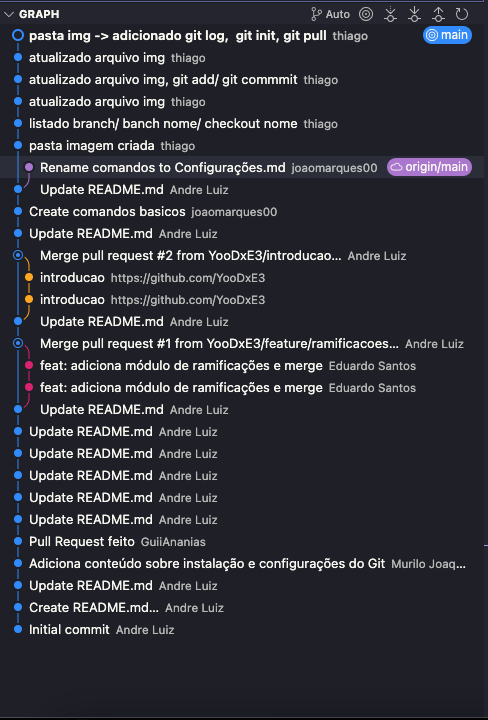 GRAPH Auto
pasta img -> adicionado git log, git init, git pull thiago main
atualizado arquivo img thiago
atualizado arquivo img, git add/ git commmit thiago
atualizado arquivo img thiago
listado branch/ banch nome/ checkout nome thiago
pasta imagem criada thiago
Rename comandos to Configurações.md joaomarques00 origin/main
Update README.md Andre Luiz
Create comandos basicos joaomarques00
Update README.md Andre Luiz
Merge pull request #2 from YooDxE3/introducao... Andre Luiz
introducao https://github.com/YooDxE3
introducao https://github.com/YooDxE3
Update README.md Andre Luiz
Merge pull request #1 from YooDxE3/feature/ramificacoes... Andre Luiz
feat: adiciona módulo de ramificações e merge Eduardo Santos
feat: adiciona módulo de ramificações e merge Eduardo Santos
Update README.md Andre Luiz
Update README.md Andre Luiz
Update README.md Andre Luiz
Update README.md Andre Luiz
Update README.md Andre Luiz
Update README.md Andre Luiz
Pull Request feito GuiiAnanias
Adiciona conteúdo sobre instalação e configurações do Git Murilo Joaq...
Update README.md Andre Luiz
Create README.md... Andre Luiz
Initial commit Andre Luiz